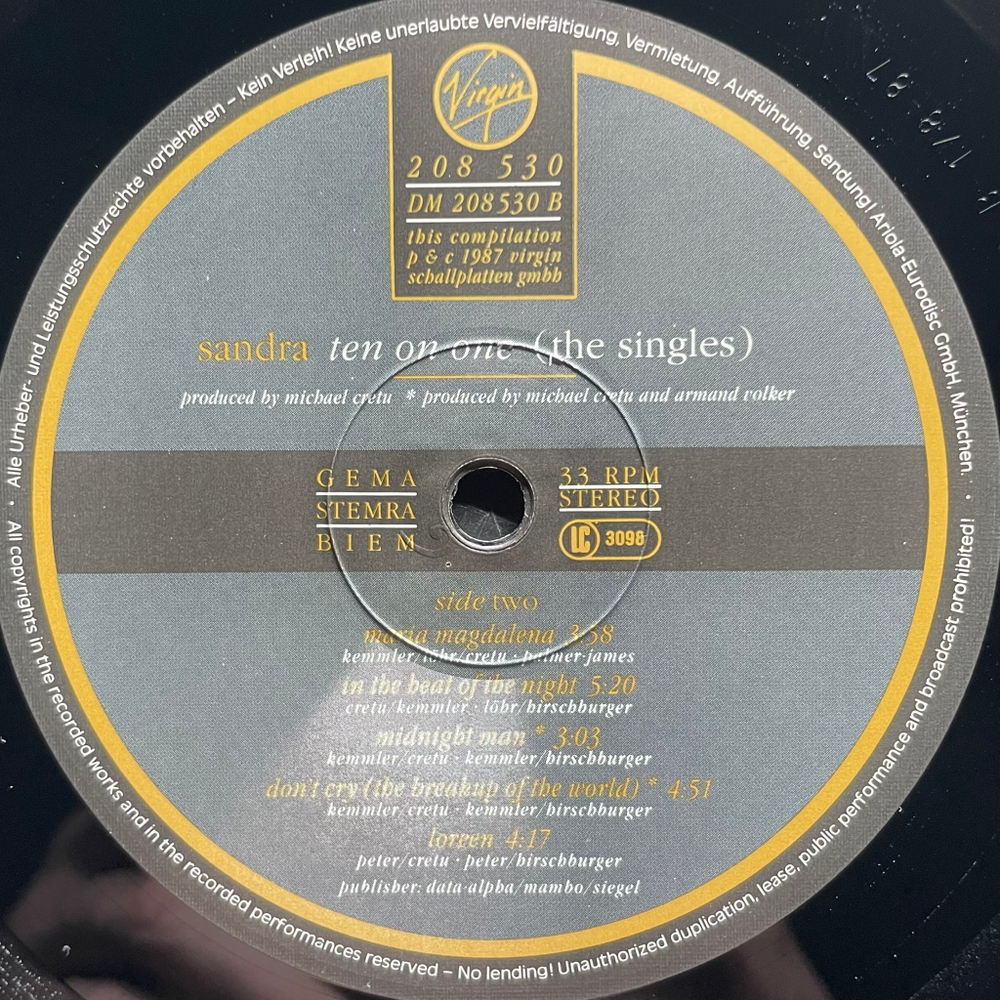 • Alle Urheber- und Leistungsschutzrechte vorbehalten – Kein Verleih! Keine unerlaubte Vervielfältigung, Vermietung, Aufführung, Sendung! Ariola-Eurodisc GmbH, München.
Virgin
208 530
DM 208530 B
this compilation
p & c 1987 virgin
schallplatten gmbh
sandra ten on one (the singles)
produced by michael cretu * produced by michael cretu and armand volker
GEMA
STEMRA
BIEM
33 RPM
STEREO
LC 3098
side two
maria magdalena 3:58
kemmler/löhr/cretu · palmer-james
in the heat of the night 5:20
cretu/kemmler · löhr/hirschburger
midnight man * 3:03
kemmler/cretu · kemmler/hirschburger
don't cry (the breakup of the world) * 4:51
kemmler/cretu · kemmler/hirschburger
loreen 4:17
peter/cretu · peter/hirschburger
publisher: data-alpha/mambo/siegel
All copyrights in the recorded works and in the recorded performances reserved – No lending! Unauthorized duplication, lease, public performance and broadcast prohibited! •